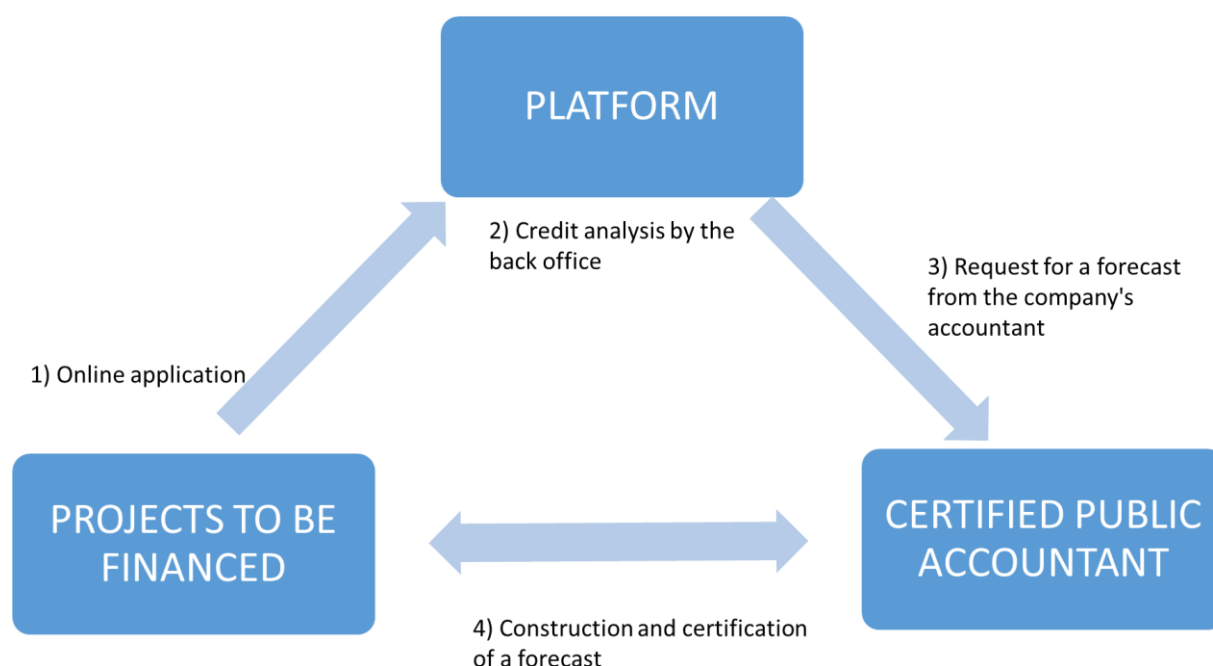 PLATFORM
2) Credit analysis by the
back office
3) Request for a forecast
from the company's
accountant
1) Online application
PROJECTS TO BE
FINANCED
CERTIFIED PUBLIC
ACCOUNTANT
4) Construction and certification
of a forecast